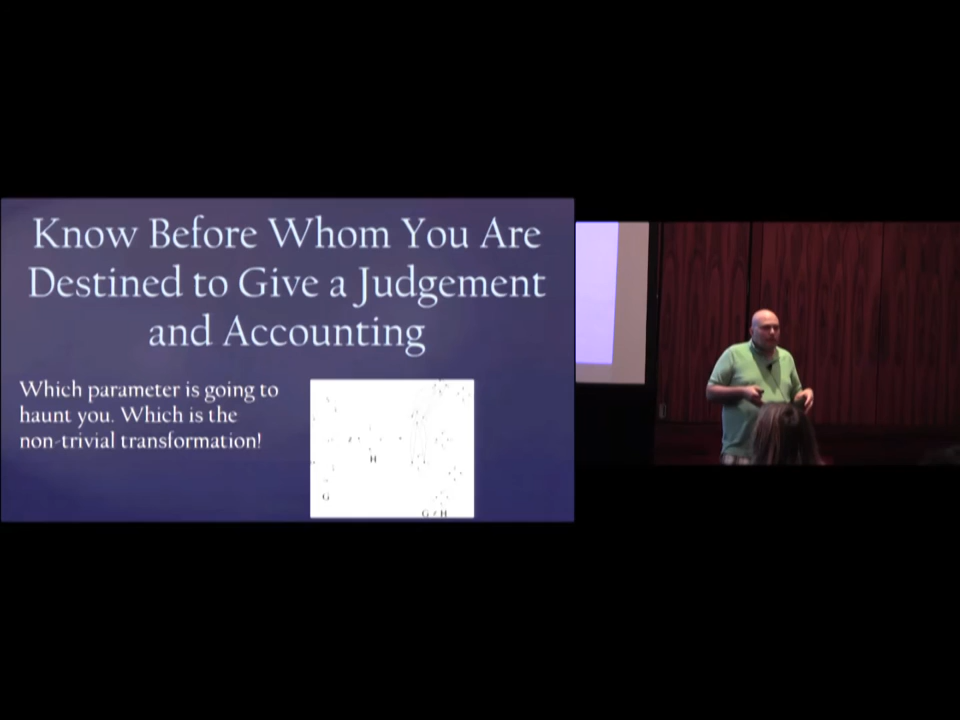 Know Before Whom You Are
Destined to Give a Judgement
and Accounting
Which parameter is going to
haunt you. Which is the
non-trivial transformation!
H
G